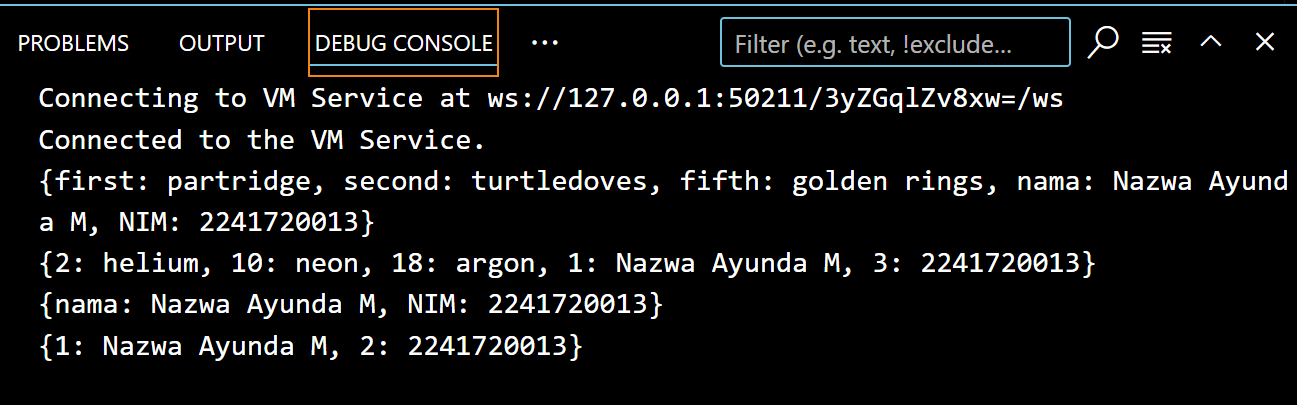 PROBLEMS OUTPUT DEBUG CONSOLE ··· Filter (e.g. text, !exclude...
Connecting to VM Service at ws://127.0.0.1:50211/3yZGqlZv8xw=/ws
Connected to the VM Service.
{first: partridge, second: turtledoves, fifth: golden rings, nama: Nazwa Ayund
a M, NIM: 2241720013}
{2: helium, 10: neon, 18: argon, 1: Nazwa Ayunda M, 3: 2241720013}
{nama: Nazwa Ayunda M, NIM: 2241720013}
{1: Nazwa Ayunda M, 2: 2241720013}